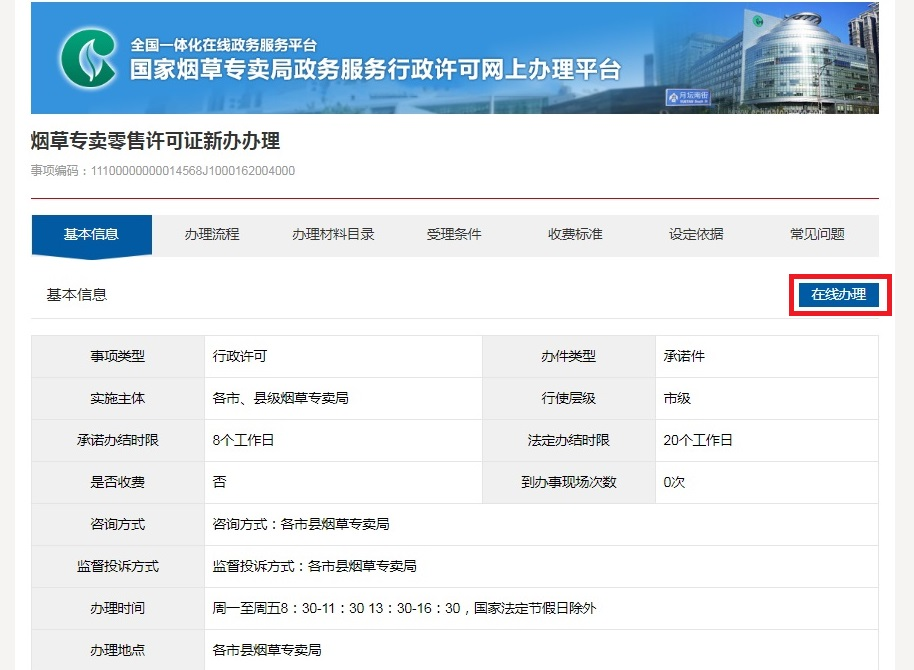 全国一体化在线政务服务平台
国家烟草专卖局政务服务行政许可网上办理平台
月坛南街
烟草专卖零售许可证新办办理
事项编码：11100000000014568J1000162004000
基本信息 办理流程 办理材料目录 受理条件 收费标准 设定依据 常见问题
基本信息 在线办理
事项类型 行政许可 办件类型 承诺件
实施主体 各市、县级烟草专卖局 行使层级 市级
承诺办结时限 8个工作日 法定办结时限 20个工作日
是否收费 否 到办事现场次数 0次
咨询方式 咨询方式：各市县烟草专卖局
监督投诉方式 监督投诉方式：各市县烟草专卖局
办理时间 周一至周五8：30-11：30 13：30-16：30，国家法定节假日除外
办理地点 各市县烟草专卖局